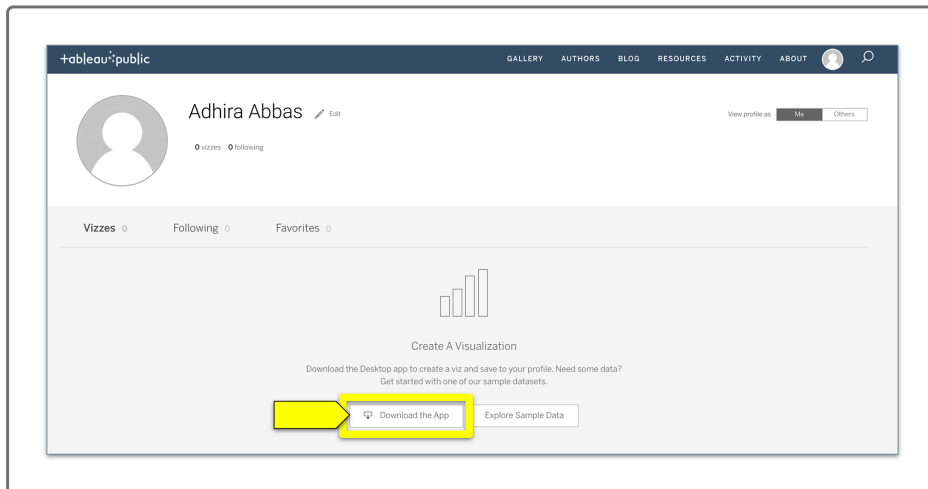 +ableau public
GALLERY AUTHORS BLOG RESOURCES ACTIVITY ABOUT
Adhira Abbas Edit
View profile as Me Others
0 vizzes 0 following
Vizzes 0 Following 0 Favorites 0
Create A Visualization
Download the Desktop app to create a viz and save to your profile. Need some data?
Get started with one of our sample datasets.
Download the App Explore Sample Data